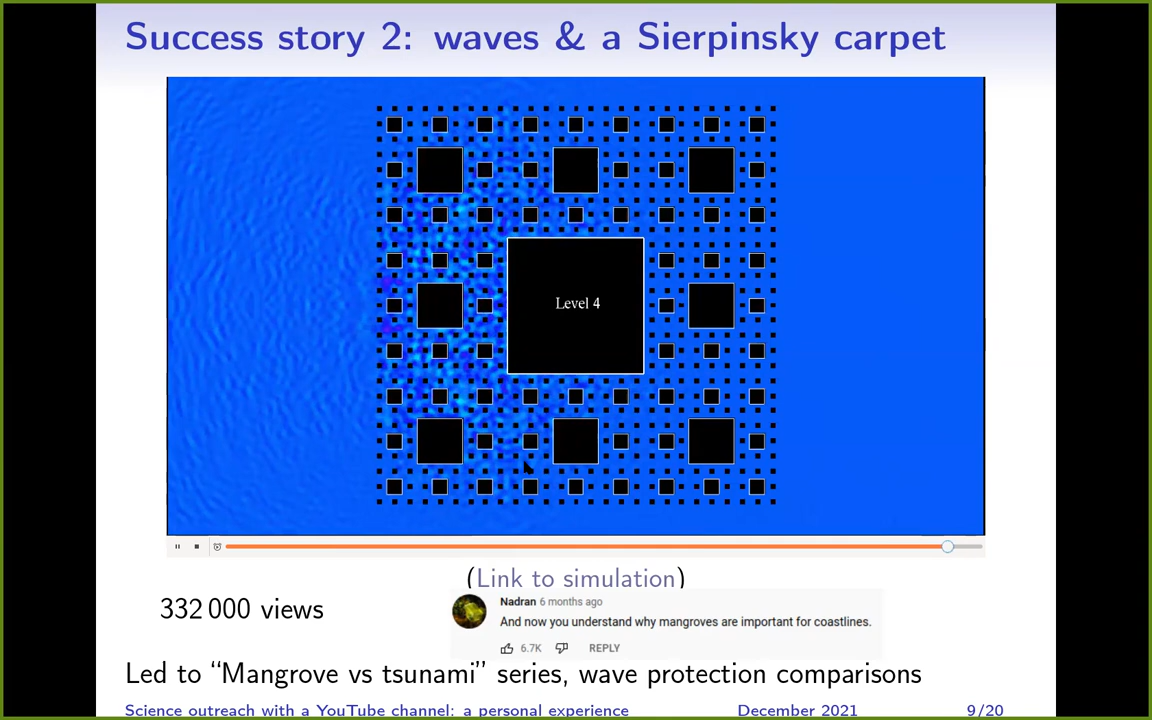 Success story 2: waves & a Sierpinsky carpet
Level 4
(Link to simulation)
332 000 views
Nadran 6 months ago
And now you understand why mangroves are important for coastlines.
6.7K REPLY
Led to “Mangrove vs tsunami” series, wave protection comparisons
Science outreach with a YouTube channel: a personal experience December 2021 9/20